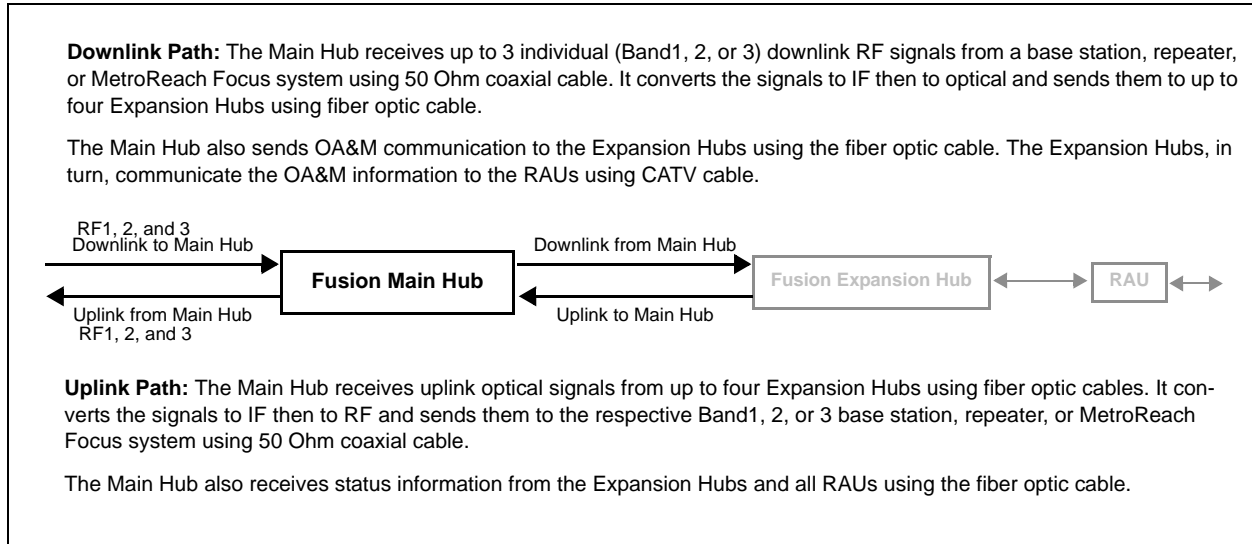 Downlink Path: The Main Hub receives up to 3 individual (Band1, 2, or 3) downlink RF signals from a base station, repeater,
or MetroReach Focus system using 50 Ohm coaxial cable. It converts the signals to IF then to optical and sends them to up to
four Expansion Hubs using fiber optic cable.
The Main Hub also sends OA&M communication to the Expansion Hubs using the fiber optic cable. The Expansion Hubs, in
turn, communicate the OA&M information to the RAUs using CATV cable.
RF1, 2, and 3
Downlink to Main Hub
Downlink from Main Hub
Fusion Main Hub
Fusion Expansion Hub
RAU
Uplink from Main Hub
Uplink to Main Hub
RF1, 2, and 3
Uplink Path: The Main Hub receives uplink optical signals from up to four Expansion Hubs using fiber optic cables. It con-
verts the signals to IF then to RF and sends them to the respective Band1, 2, or 3 base station, repeater, or MetroReach
Focus system using 50 Ohm coaxial cable.
The Main Hub also receives status information from the Expansion Hubs and all RAUs using the fiber optic cable.